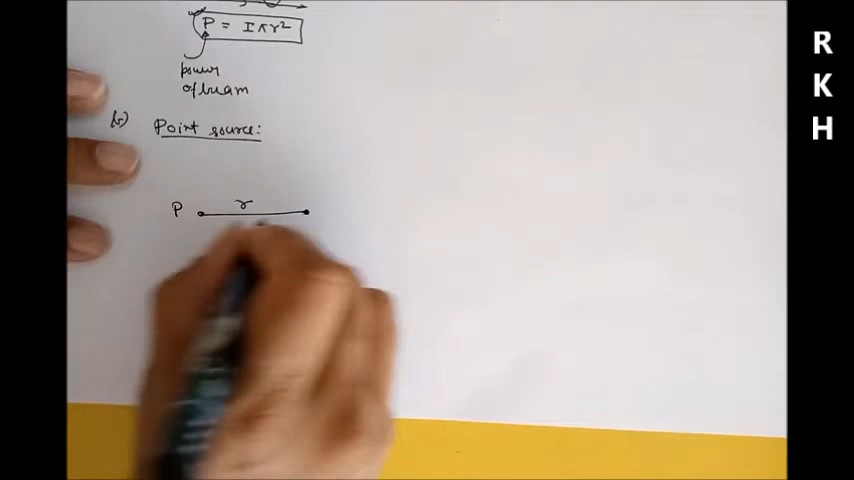 P = Iπr²
power
of beam
(b) Point source:
P r
R
K
H